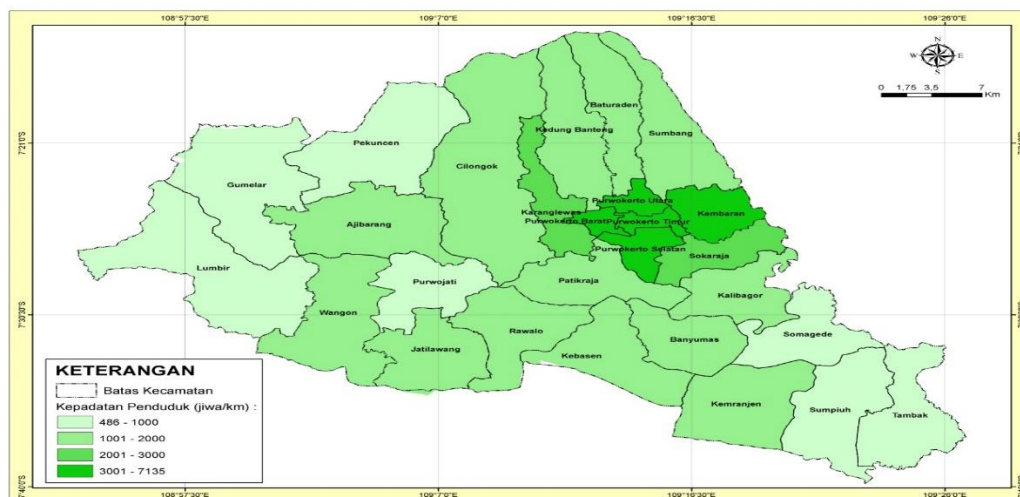 108°57'30"E
109°7'0"E
109°16'30"E
109°26'0"E
N
W E
S
0 1,75 3,5 7
Km
Baturaden
Kedung Banteng
Sumbang
Pekuncen
Cilongok
Gumelar
Purwokerto Utara
Karanglewas
Kembaran
Purwokerto Barat
Purwokerto Timur
Ajibarang
Purwokerto Selatan
Sokaraja
Lumbir
Purwojati
Patikraja
Kalibagor
Wangon
Rawalo
Somagede
Banyumas
Jatilawang
Kebasen
Kemranjen
Sumpiuh
Tambak
7°21'0"S
7°30'30"S
7°40'0"S
KETERANGAN
Batas Kecamatan
Kepadatan Penduduk (jiwa/km) :
486 - 1000
1001 - 2000
2001 - 3000
3001 - 7135
108°57'30"E
109°7'0"E
109°16'30"E
109°26'0"E